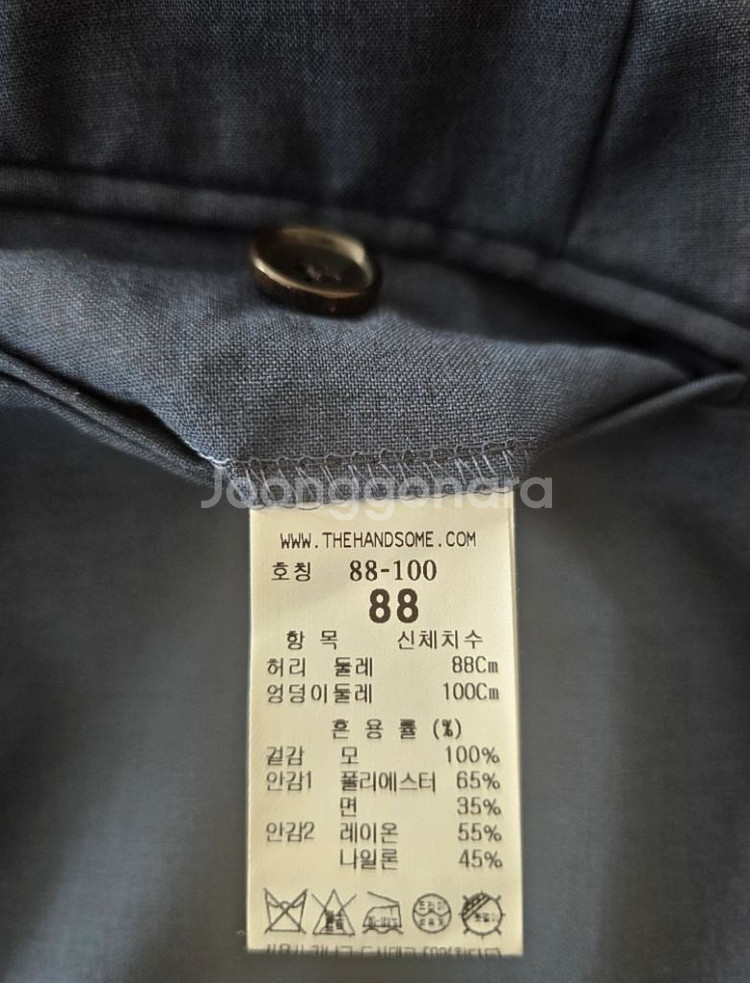 Joonggonara
WWW.THEHANDSOME.COM
호칭 88-100
88
항 목 신체치수
허리 둘레 88Cm
엉덩이둘레 100Cm
혼 용 률 (%)
겉감 모 100%
안감1 폴리에스터 65%
면 35%
안감2 레이온 55%
나일론 45%